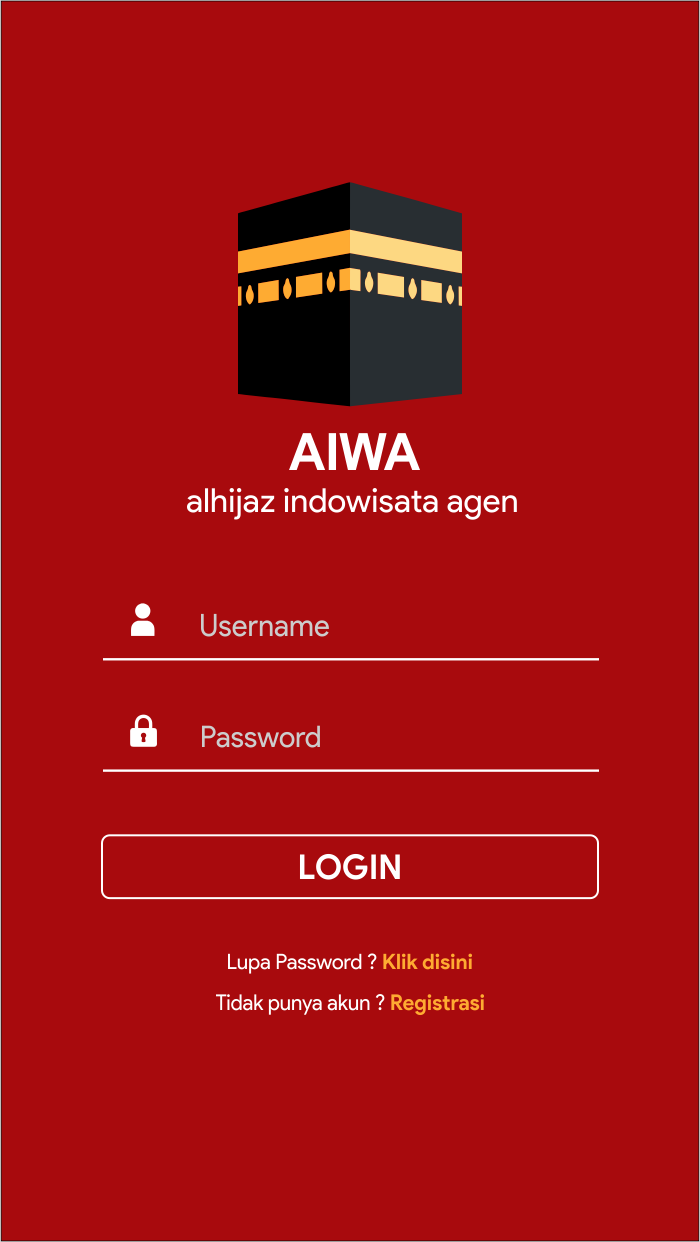 AIWA
alhijaz indowisata agen
Username
Password
LOGIN
Lupa Password ? Klik disini
Tidak punya akun ? Registrasi